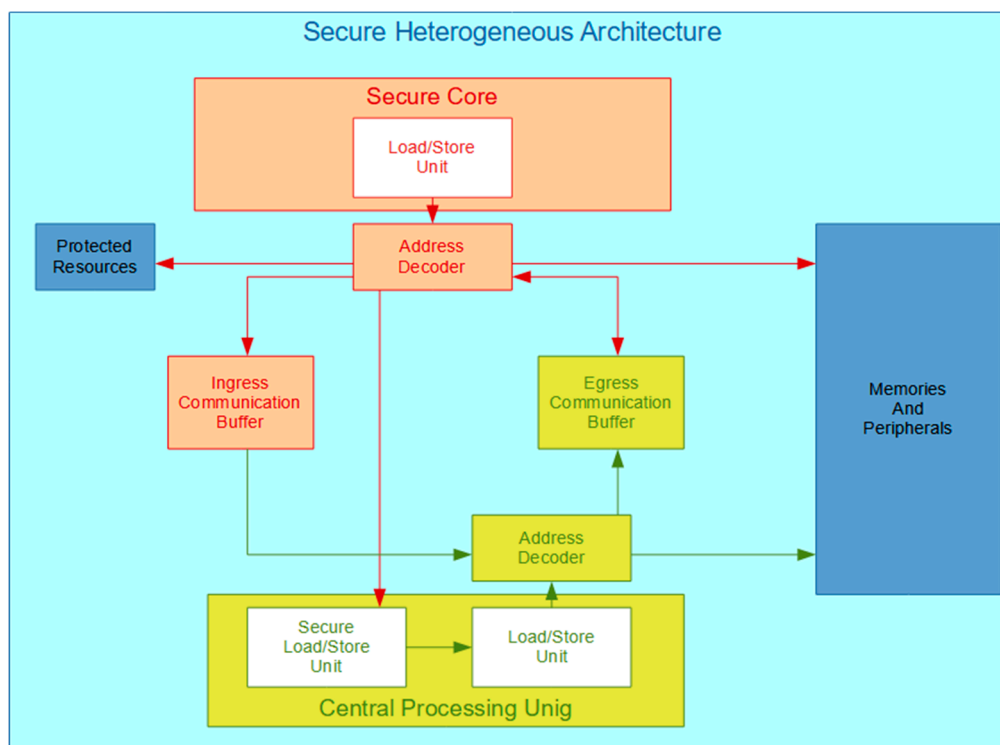 Secure Heterogeneous Architecture
Secure Core
Load/Store
Unit
Protected
Resources
Address
Decoder
Ingress
Communication
Buffer
Egress
Communication
Buffer
Memories
And
Peripherals
Address
Decoder
Secure
Load/Store
Unit
Load/Store
Unit
Central Processing Unig